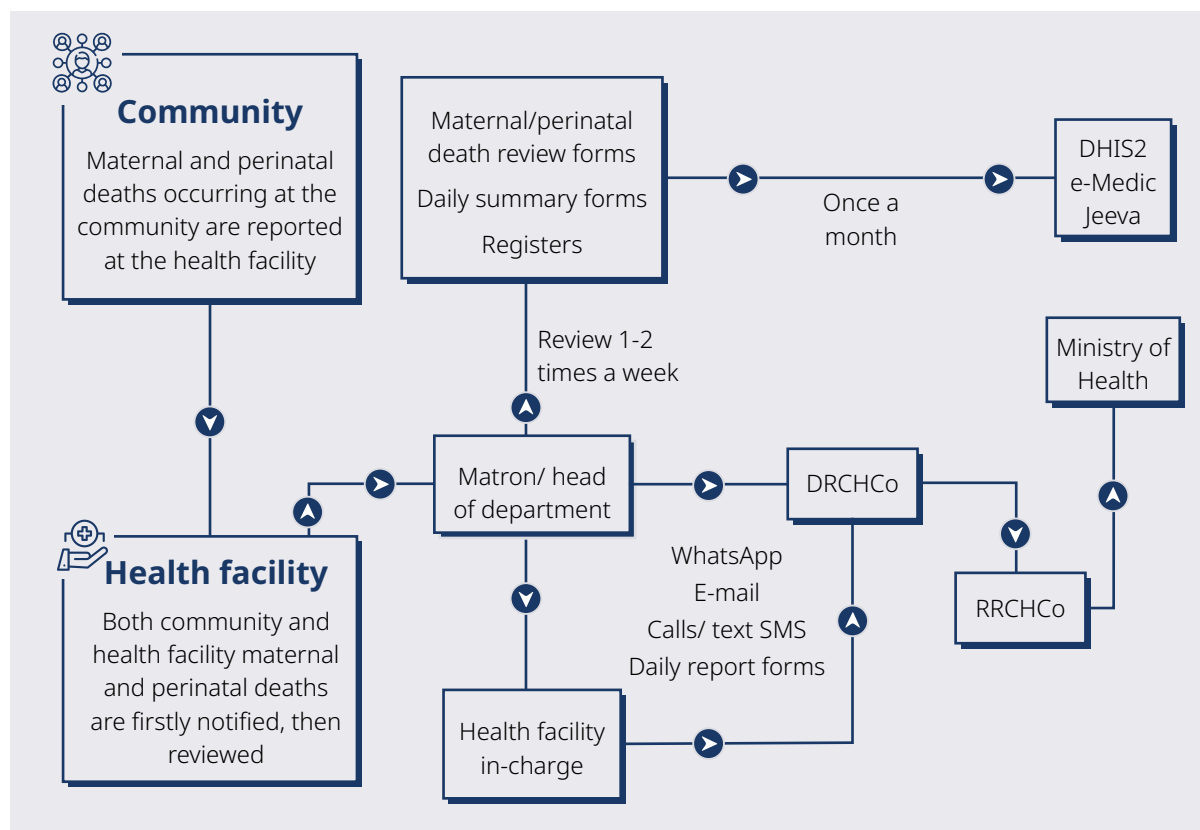 Community
Maternal and perinatal
deaths occurring at the
community are reported
at the health facility
Maternal/perinatal
death review forms
Daily summary forms
Registers
Once a
month
DHIS2
e-Medic
Jeeva
Review 1-2
times a week
Ministry of
Health
Matron/ head
of department
DRCHCo
RRCHCo
WhatsApp
E-mail
Calls/ text SMS
Daily report forms
Health facility
Both community and
health facility maternal
and perinatal deaths
are firstly notified, then
reviewed
Health facility
in-charge